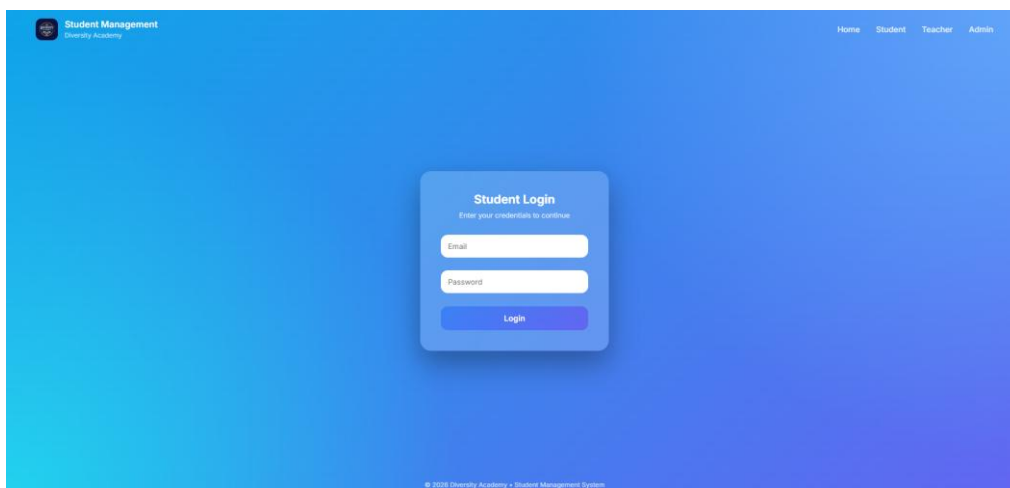 Student Management
Diversity Academy
Home Student Teacher Admin
Student Login
Enter your credentials to continue
Email
Password
Login
© 2026 Diversity Academy • Student Management System